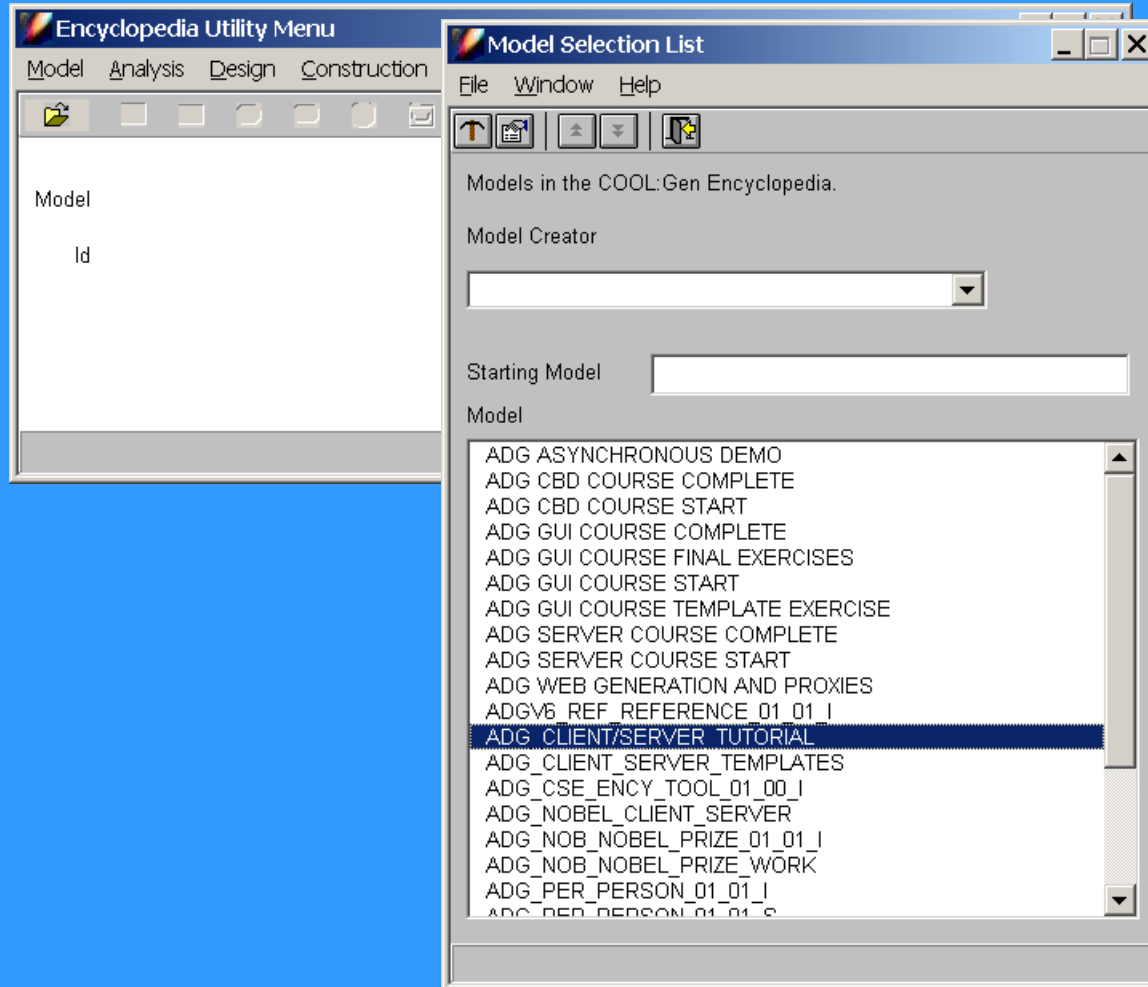 Encyclopedia Utility Menu
Model Analysis Design Construction
Model
Id
Model Selection List
File Window Help
Models in the COOL:Gen Encyclopedia.
Model Creator
Starting Model
Model
ADG ASYNCHRONOUS DEMO
ADG CBD COURSE COMPLETE
ADG CBD COURSE START
ADG GUI COURSE COMPLETE
ADG GUI COURSE FINAL EXERCISES
ADG GUI COURSE START
ADG GUI COURSE TEMPLATE EXERCISE
ADG SERVER COURSE COMPLETE
ADG SERVER COURSE START
ADG WEB GENERATION AND PROXIES
ADGV6_REF_REFERENCE_01_01_I
ADG_CLIENT/SERVER_TUTORIAL
ADG_CLIENT_SERVER_TEMPLATES
ADG_CSE_ENCY_TOOL_01_00_I
ADG_NOBEL_CLIENT_SERVER
ADG_NOB_NOBEL_PRIZE_01_01_I
ADG_NOB_NOBEL_PRIZE_WORK
ADG_PER_PERSON_01_01_I
ADG_PER_PERSON_01_01_S